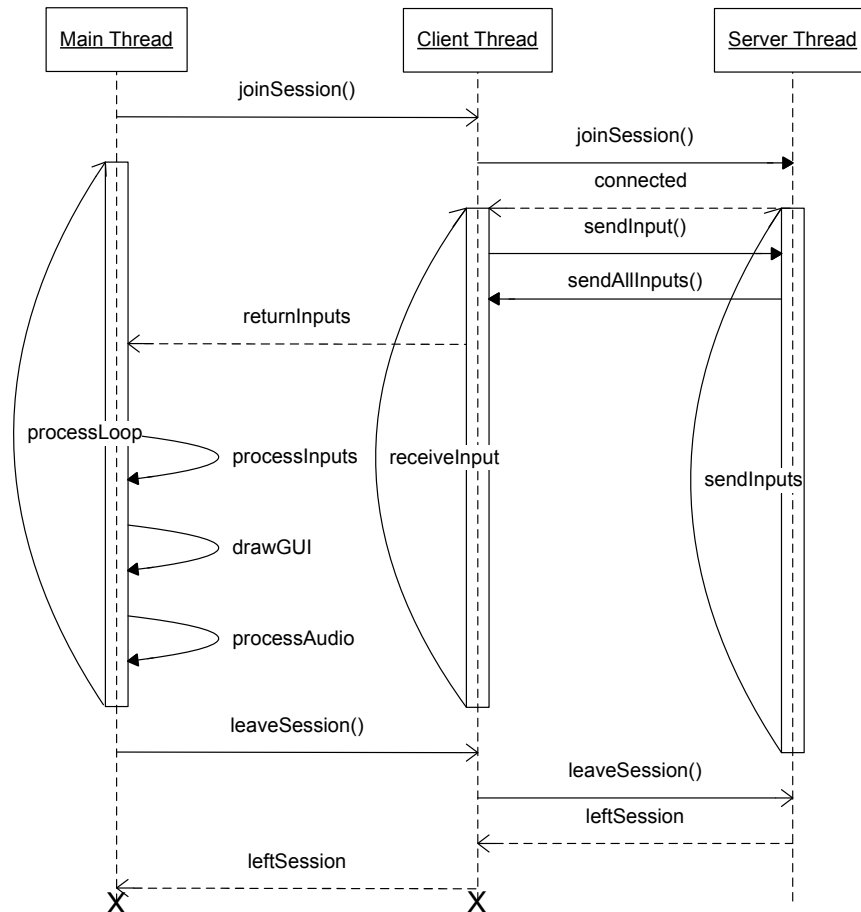 Main Thread
Client Thread
Server Thread
joinSession()
joinSession()
connected
sendInput()
sendAllInputs()
returnInputs
processLoop
processInputs
receiveInput
sendInputs
drawGUI
processAudio
leaveSession()
leaveSession()
leftSession
leftSession
X
X